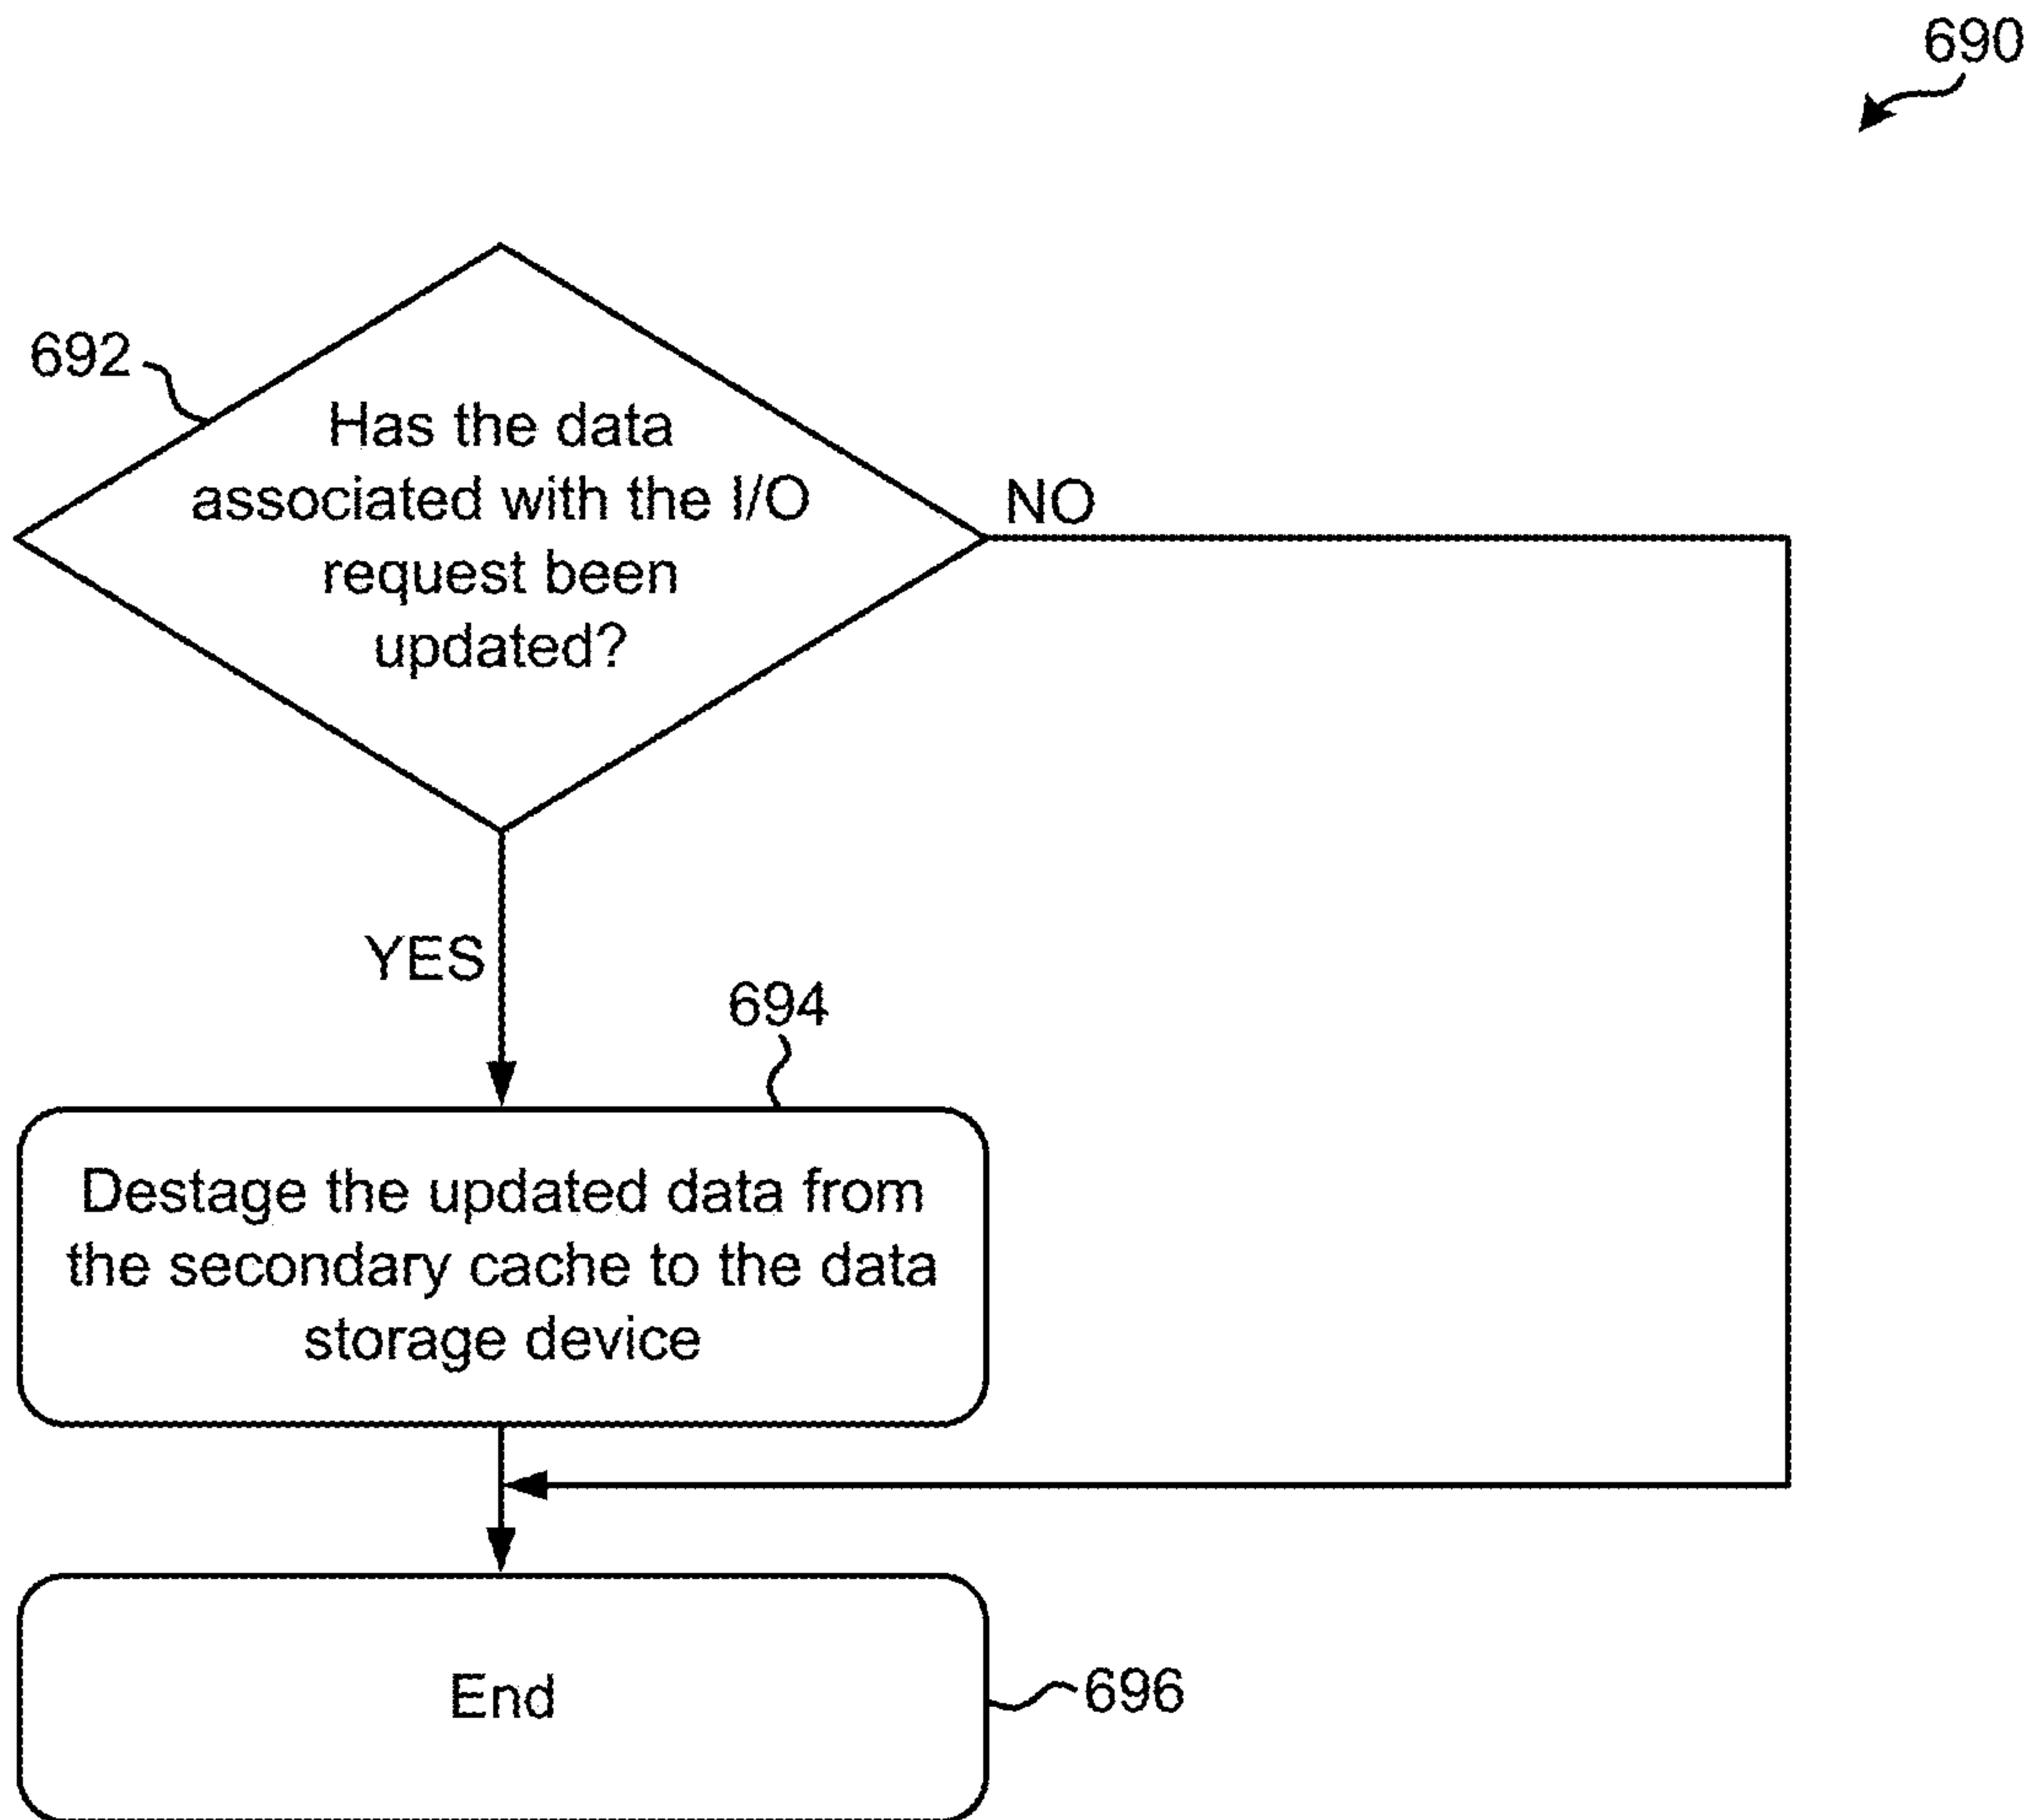 690
692
Has the data
associated with the I/O
request been
updated?
NO
YES
694
Destage the updated data from
the secondary cache to the data
storage device
End
696